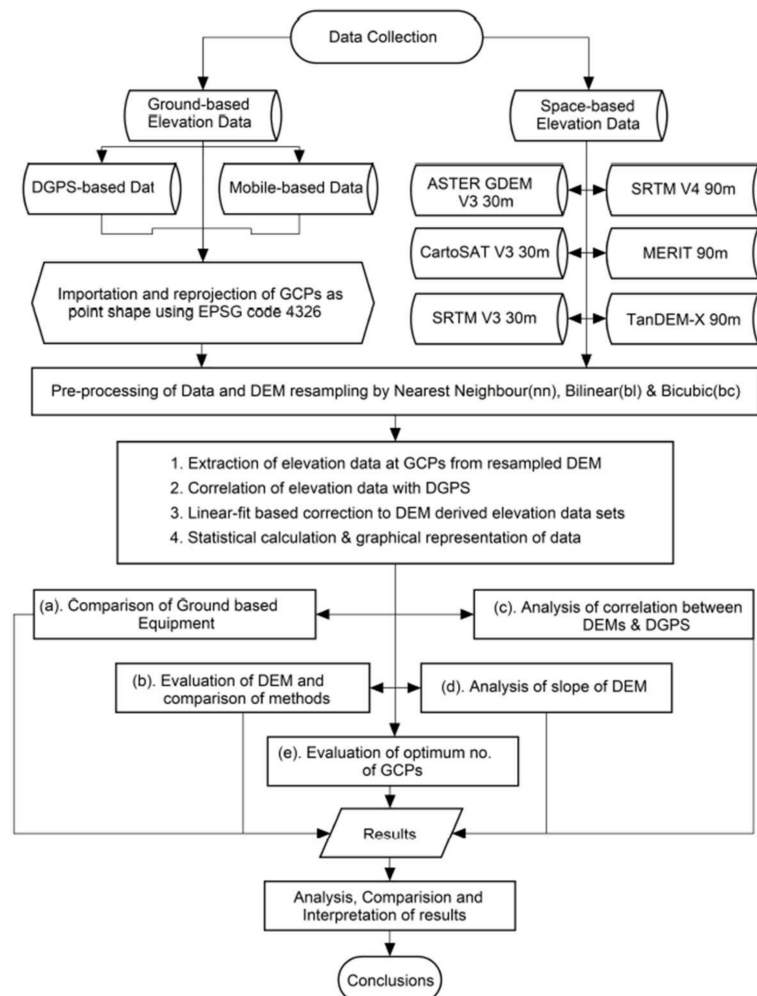 Data Collection
Ground-based
Elevation Data
Space-based
Elevation Data
DGPS-based Dat
Mobile-based Data
ASTER GDEM
V3 30m
SRTM V4 90m
CartoSAT V3 30m
MERIT 90m
SRTM V3 30m
TanDEM-X 90m
Importation and reprojection of GCPs as
point shape using EPSG code 4326
Pre-processing of Data and DEM resampling by Nearest Neighbour(nn), Bilinear(bl) & Bicubic(bc)
1. Extraction of elevation data at GCPs from resampled DEM
2. Correlation of elevation data with DGPS
3. Linear-fit based correction to DEM derived elevation data sets
4. Statistical calculation & graphical representation of data
(a). Comparison of Ground based
Equipment
(c). Analysis of correlation between
DEMs & DGPS
(b). Evaluation of DEM and
comparison of methods
(d). Analysis of slope of DEM
(e). Evaluation of optimum no.
of GCPs
Results
Analysis, Comparision and
Interpretation of results
Conclusions